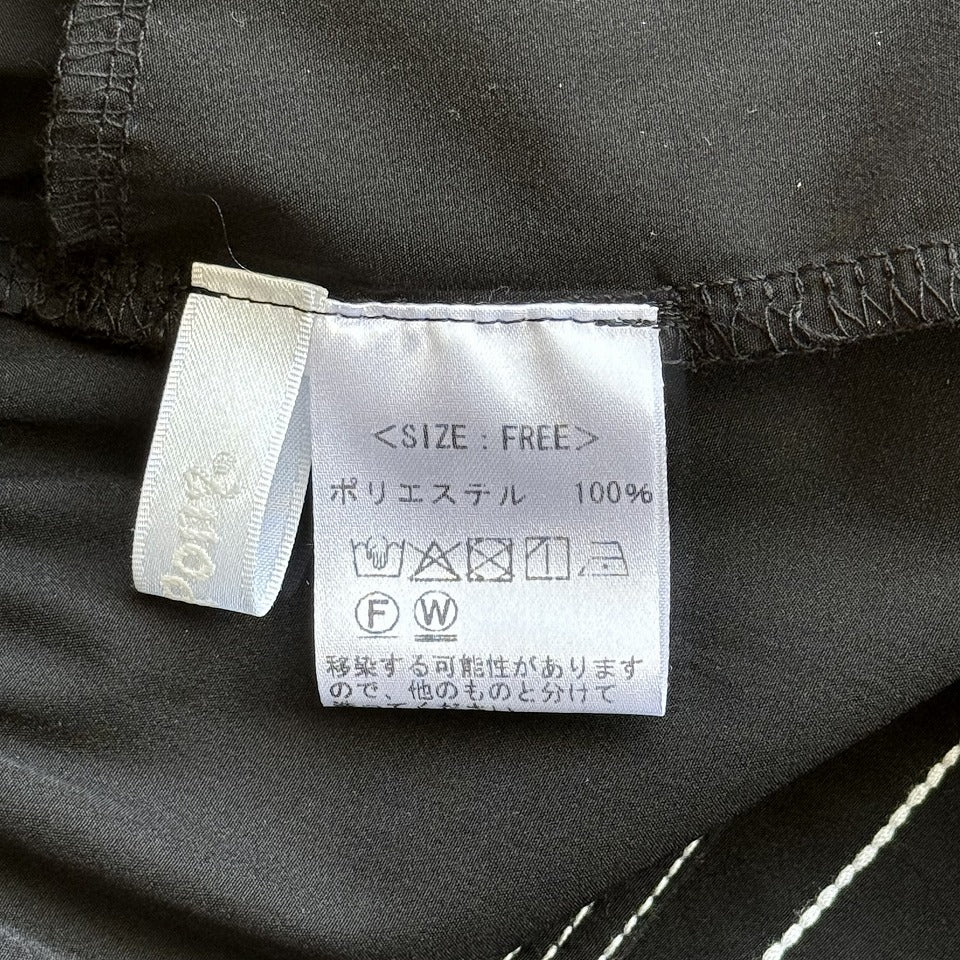 <SIZE : FREE>
ポリエステル 100%
F W
移染する可能性があります
ので、他のものと分けて